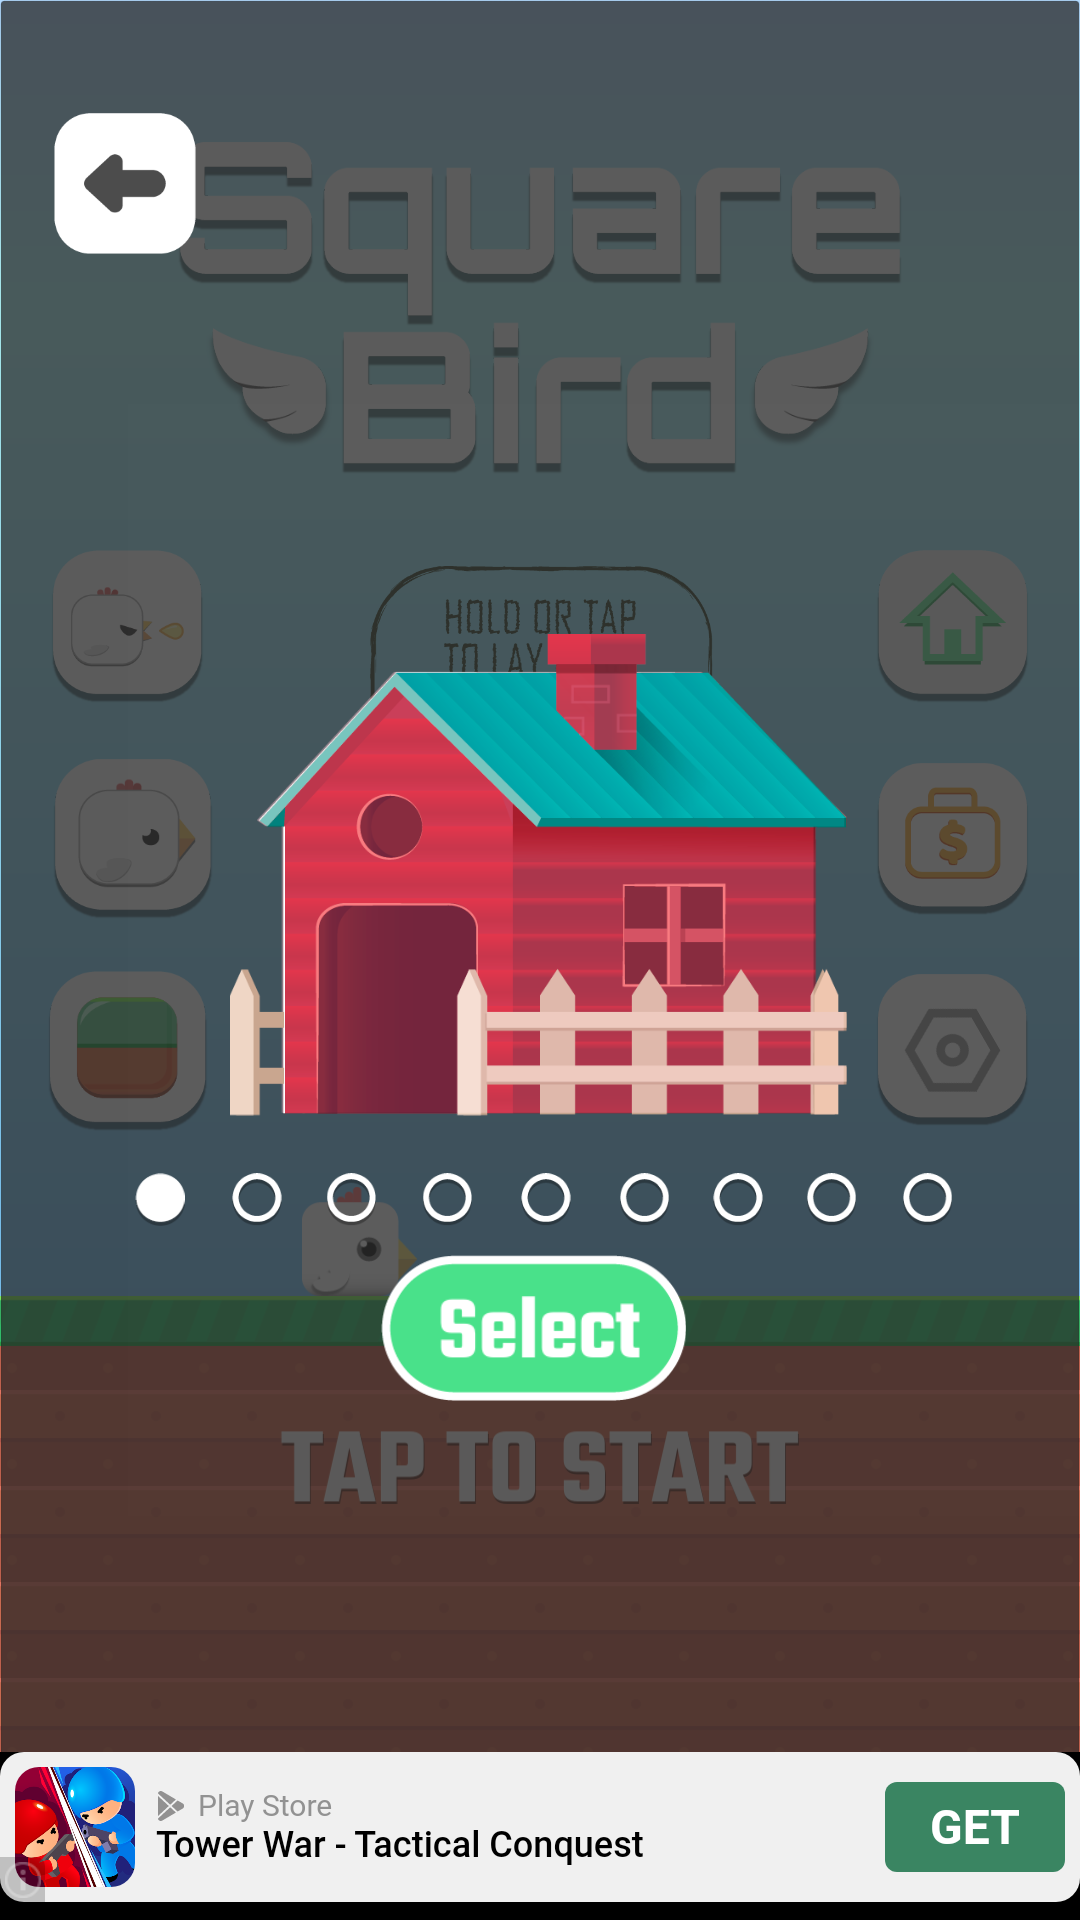 Square
Bird
HOLD OR TAP
TO LAY
Select
TAP TO START
Play Store
Tower War - Tactical Conquest
GET